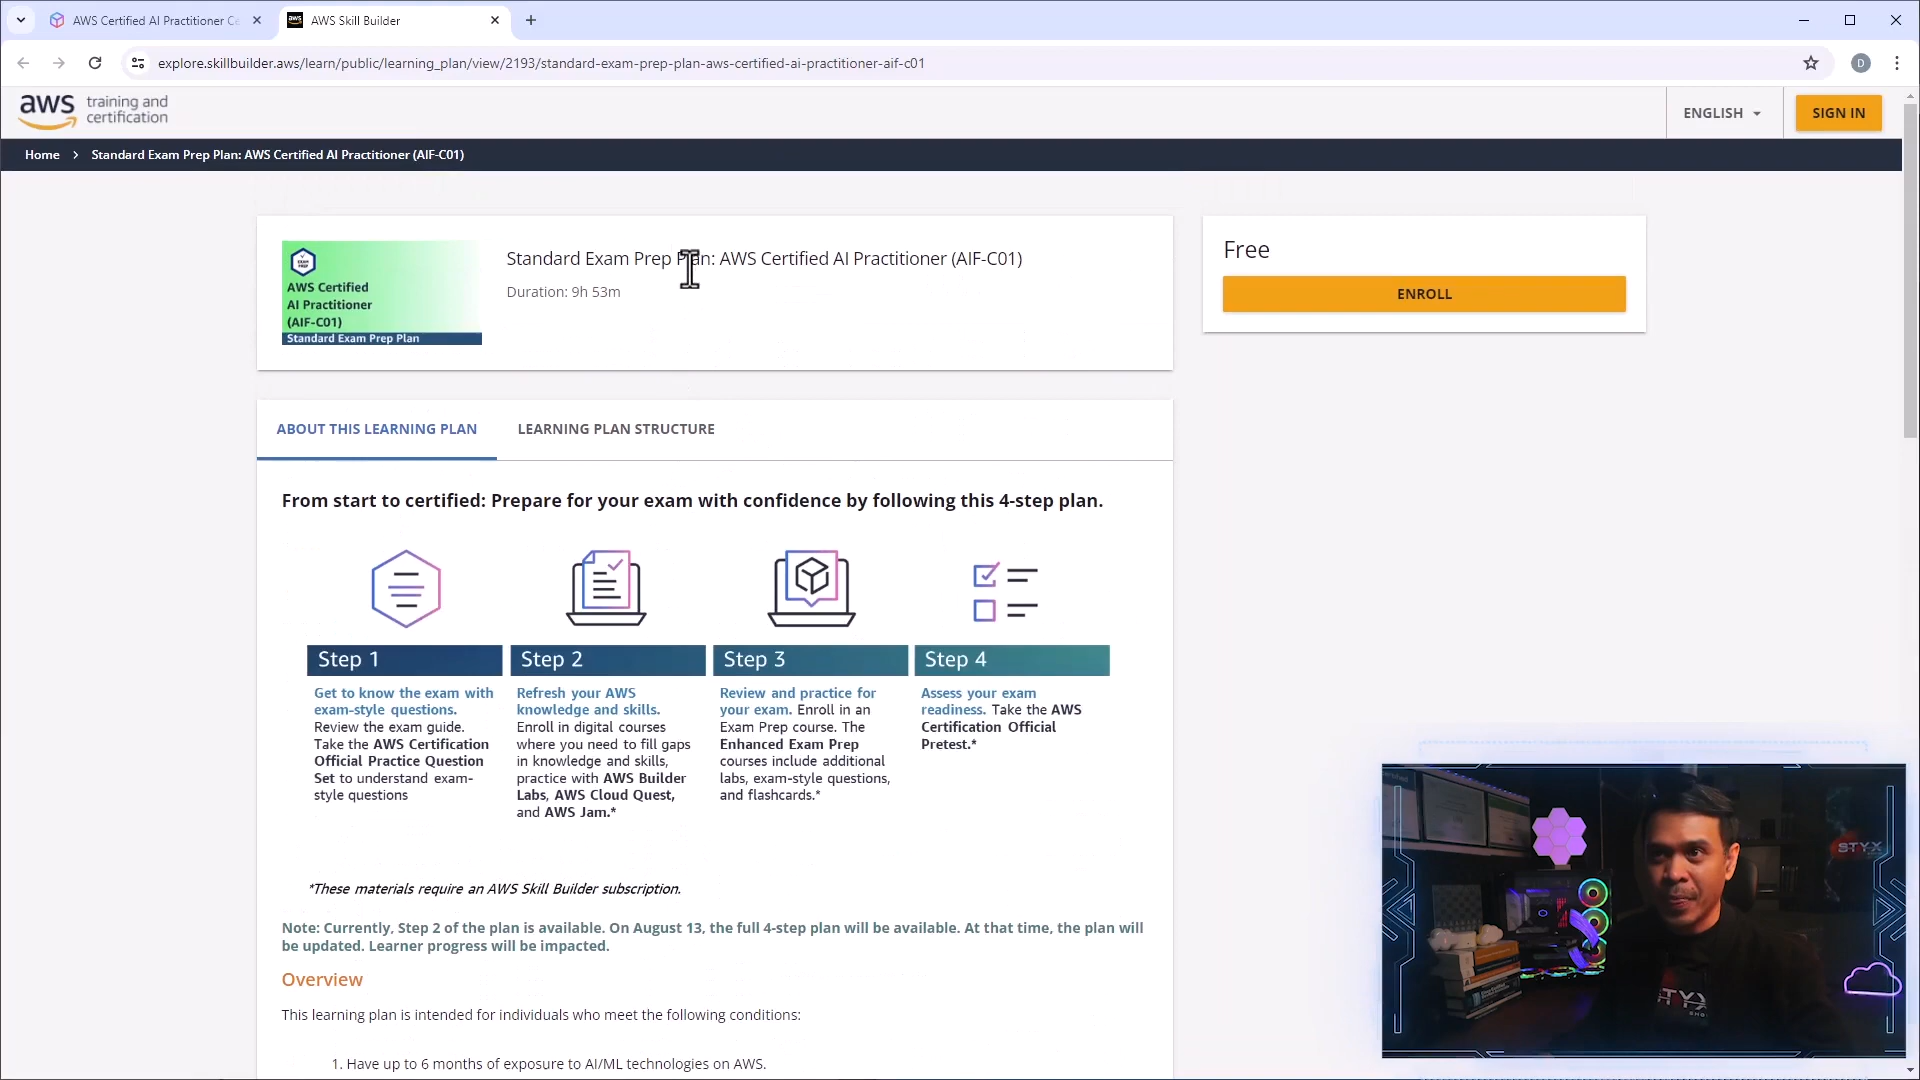 AWS Certified AI Practitioner Ce
AWS Skill Builder
explore.skillbuilder.aws/learn/public/learning_plan/view/2193/standard-exam-prep-plan-aws-certified-ai-practitioner-aif-c01
D
aws training and certification
ENGLISH
SIGN IN
Home > Standard Exam Prep Plan: AWS Certified AI Practitioner (AIF-C01)
EXAM PREP
AWS Certified
AI Practitioner
(AIF-C01)
Standard Exam Prep Plan
Standard Exam Prep Plan: AWS Certified AI Practitioner (AIF-C01)
Duration: 9h 53m
Free
ENROLL
ABOUT THIS LEARNING PLAN
LEARNING PLAN STRUCTURE
From start to certified: Prepare for your exam with confidence by following this 4-step plan.
Step 1
Get to know the exam with
exam-style questions.
Review the exam guide.
Take the AWS Certification
Official Practice Question
Set to understand exam-
style questions
Step 2
Refresh your AWS
knowledge and skills.
Enroll in digital courses
where you need to fill gaps
in knowledge and skills,
practice with AWS Builder
Labs, AWS Cloud Quest,
and AWS Jam.*
Step 3
Review and practice for
your exam. Enroll in an
Exam Prep course. The
Enhanced Exam Prep
courses include additional
labs, exam-style questions,
and flashcards.*
Step 4
Assess your exam
readiness. Take the AWS
Certification Official
Pretest.*
*These materials require an AWS Skill Builder subscription.
Note: Currently, Step 2 of the plan is available. On August 13, the full 4-step plan will be available. At that time, the plan will
be updated. Learner progress will be impacted.
Overview
This learning plan is intended for individuals who meet the following conditions:
1. Have up to 6 months of exposure to AI/ML technologies on AWS.
STYX
STYX